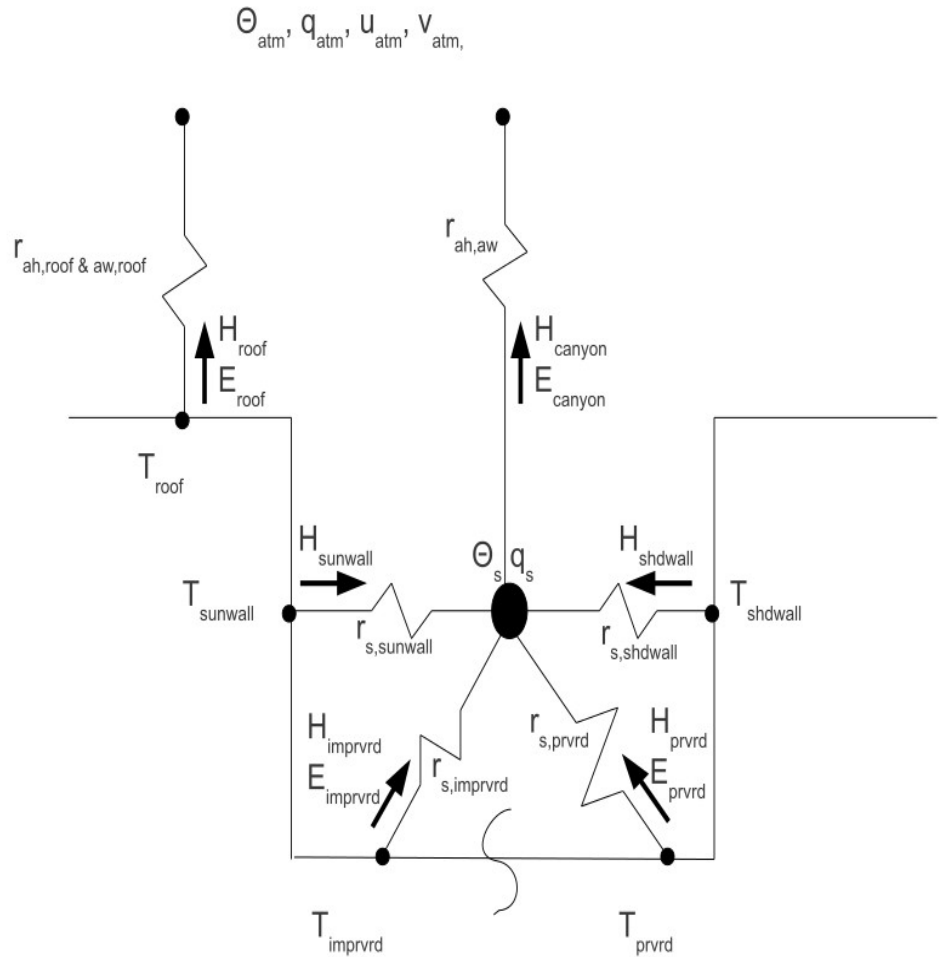 Θatm, qatm, uatm, vatm,
rah,aw
rah,roof & aw,roof
Hroof
Eroof
Hcanyon
Ecanyon
Troof
Hsunwall
Θs qs
Hshdwall
Tsunwall
Tshdwall
rs,sunwall
rs,shdwall
Himprvrd
Eimprvrd
rs,imprvrd
rs,prvrd
Hprvrd
Eprvrd
Timprvrd
Tprvrd